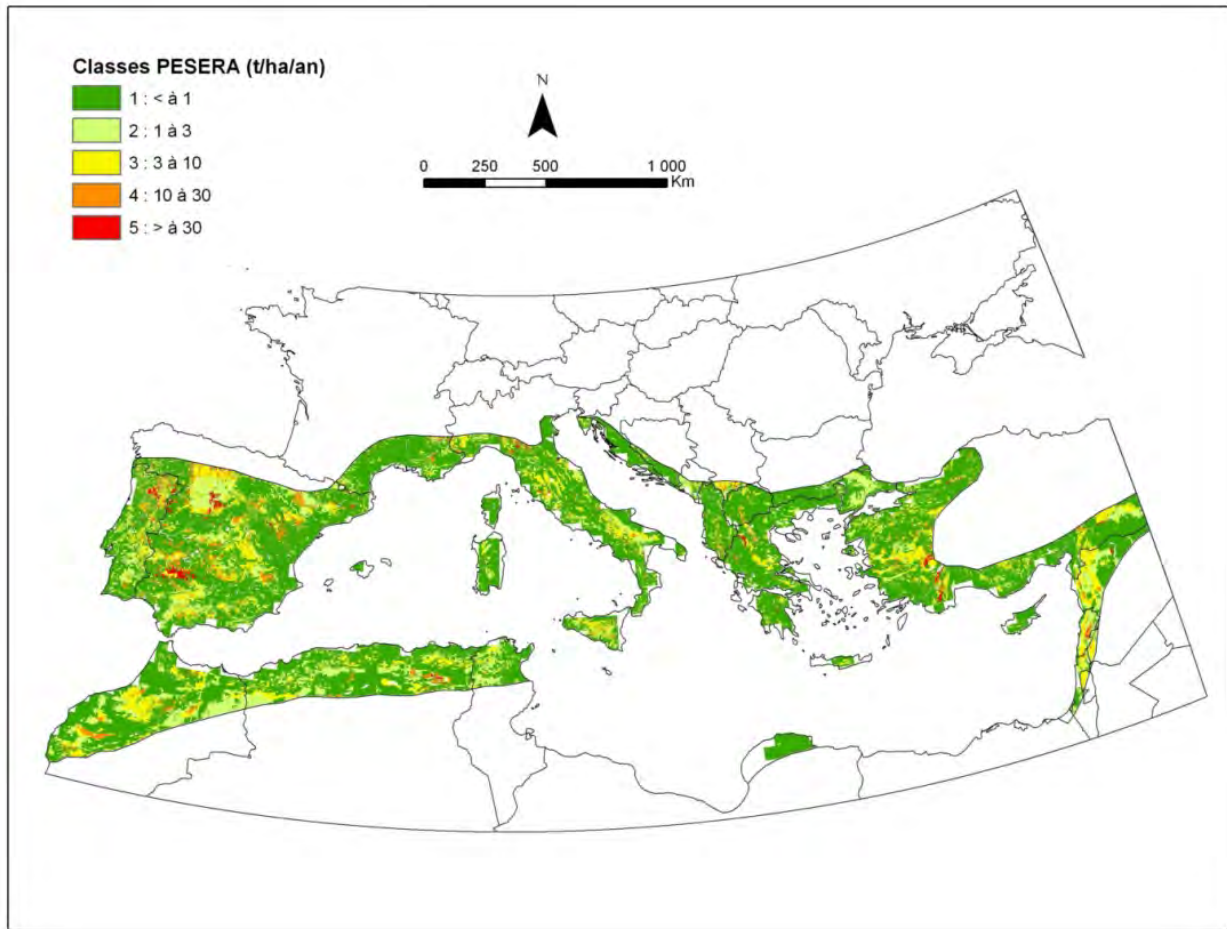 Classes PESERA (t/ha/an)
1 : < à 1
2 : 1 à 3
3 : 3 à 10
4 : 10 à 30
5 : > à 30
N
0 250 500 1 000
Km